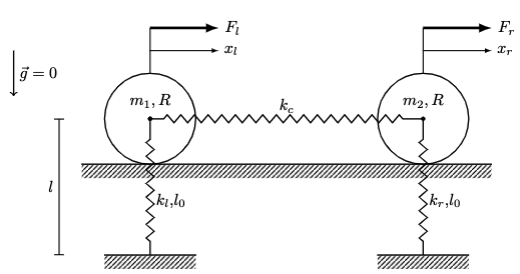 F_l
F_r
x_l
x_r
\vec{g} = 0
m_1, R
k_c
m_2, R
l
k_l,l_0
k_r,l_0